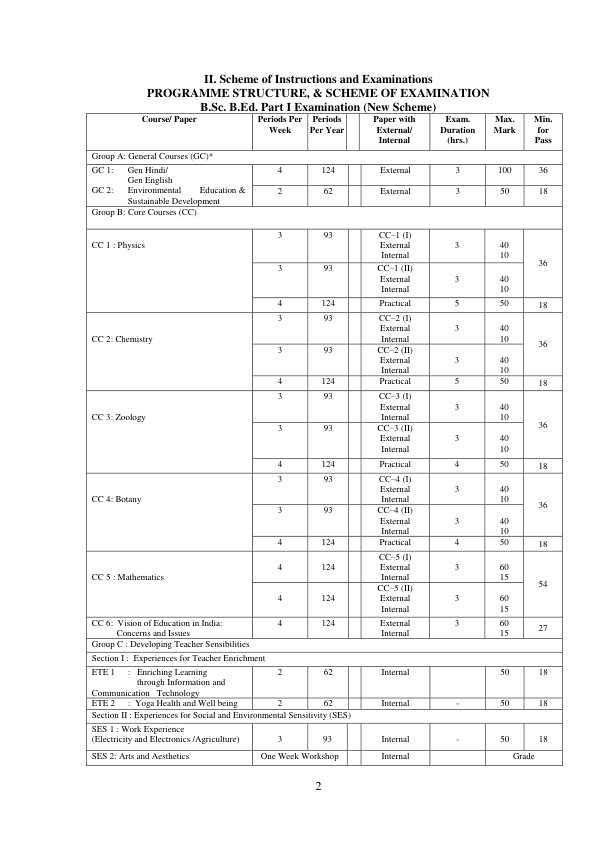 II. Scheme of Instructions and Examinations
PROGRAMME STRUCTURE, & SCHEME OF EXAMINATION
B.Sc. B.Ed. Part I Examination (New Scheme)
Course/ Paper Periods Per Week Periods Per Year Paper with External/ Internal Exam. Duration (hrs.) Max. Mark Min. for Pass
Group A: General Courses (GC)*
GC 1: Gen Hindi/ 4 124 External 3 100 36
Gen English
GC 2: Environmental Education & 2 62 External 3 50 18
Sustainable Development
Group B: Core Courses (CC)
3 93 CC–1 (I)
CC 1 : Physics External 3 40
Internal 10
36
3 93 CC–1 (II)
External 3 40
Internal 10
4 124 Practical 5 50 18
3 93 CC–2 (I)
External 3 40
CC 2: Chemistry Internal 10
36
3 93 CC–2 (II)
External 3 40
Internal 10
4 124 Practical 5 50 18
3 93 CC–3 (I)
External 3 40
CC 3: Zoology Internal 10
36
3 93 CC–3 (II)
External 3 40
Internal 10
4 124 Practical 4 50 18
3 93 CC–4 (I)
External 3 40
CC 4: Botany Internal 10
36
3 93 CC–4 (II)
External 3 40
Internal 10
4 124 Practical 4 50 18
CC–5 (I)
4 124 External 3 60
CC 5 : Mathematics Internal 15
54
CC–5 (II)
4 124 External 3 60
Internal 15
CC 6: Vision of Education in India: 4 124 External 3 60
Concerns and Issues Internal 15 27
Group C : Developing Teacher Sensibilities
Section I : Experiences for Teacher Enrichment
ETE 1 : Enriching Learning 2 62 Internal 50 18
through Information and
Communication Technology
ETE 2 : Yoga Health and Well being 2 62 Internal - 50 18
Section II : Experiences for Social and Environmental Sensitivity (SES)
SES 1 : Work Experience
(Electricity and Electronics /Agriculture) 3 93 Internal - 50 18
SES 2: Arts and Aesthetics One Week Workshop Internal Grade
2